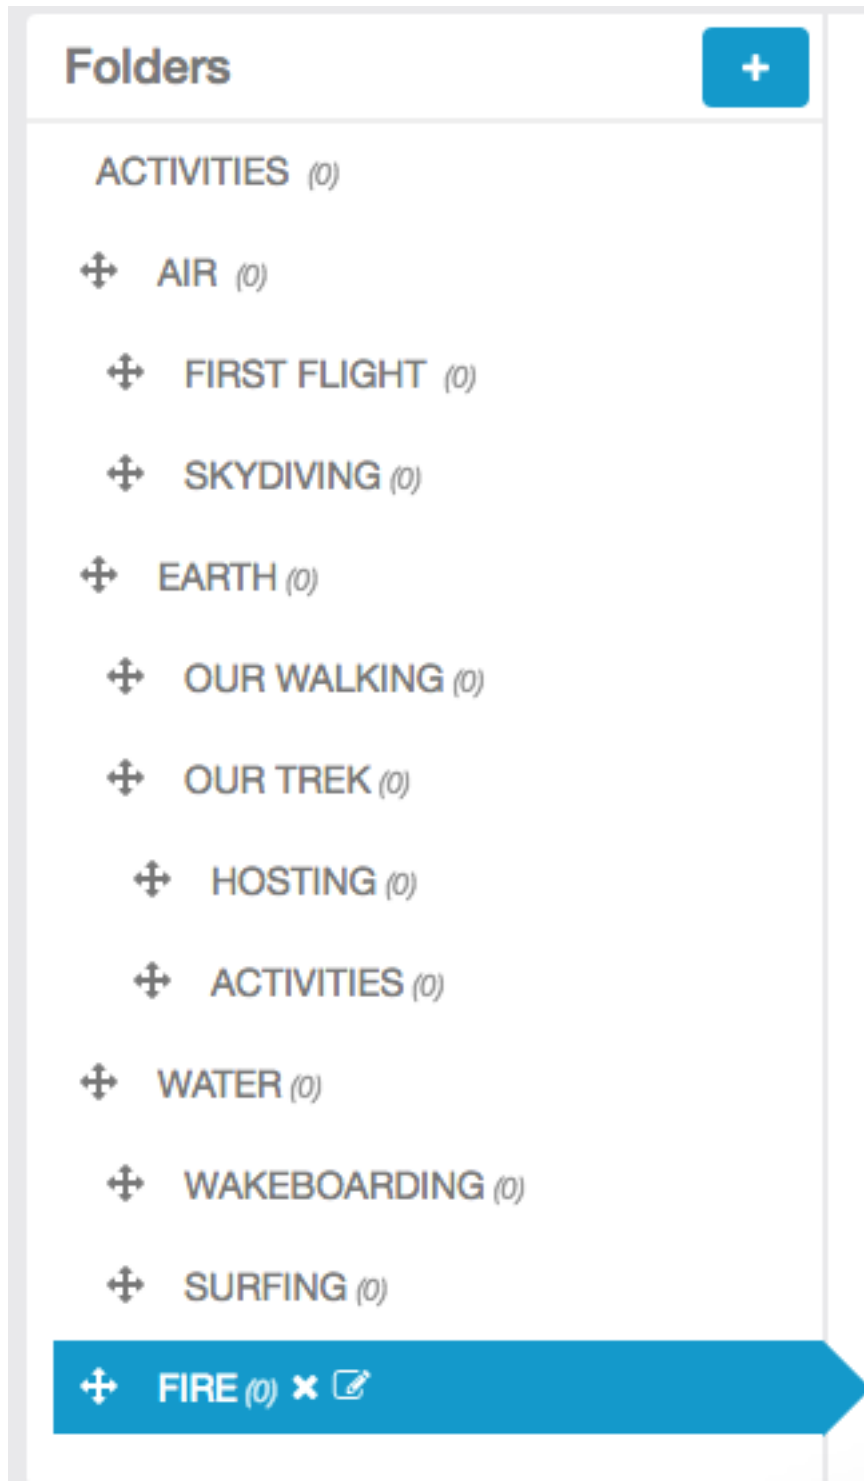 Folders +
ACTIVITIES (0)
AIR (0)
FIRST FLIGHT (0)
SKYDIVING (0)
EARTH (0)
OUR WALKING (0)
OUR TREK (0)
HOSTING (0)
ACTIVITIES (0)
WATER (0)
WAKEBOARDING (0)
SURFING (0)
FIRE (0)